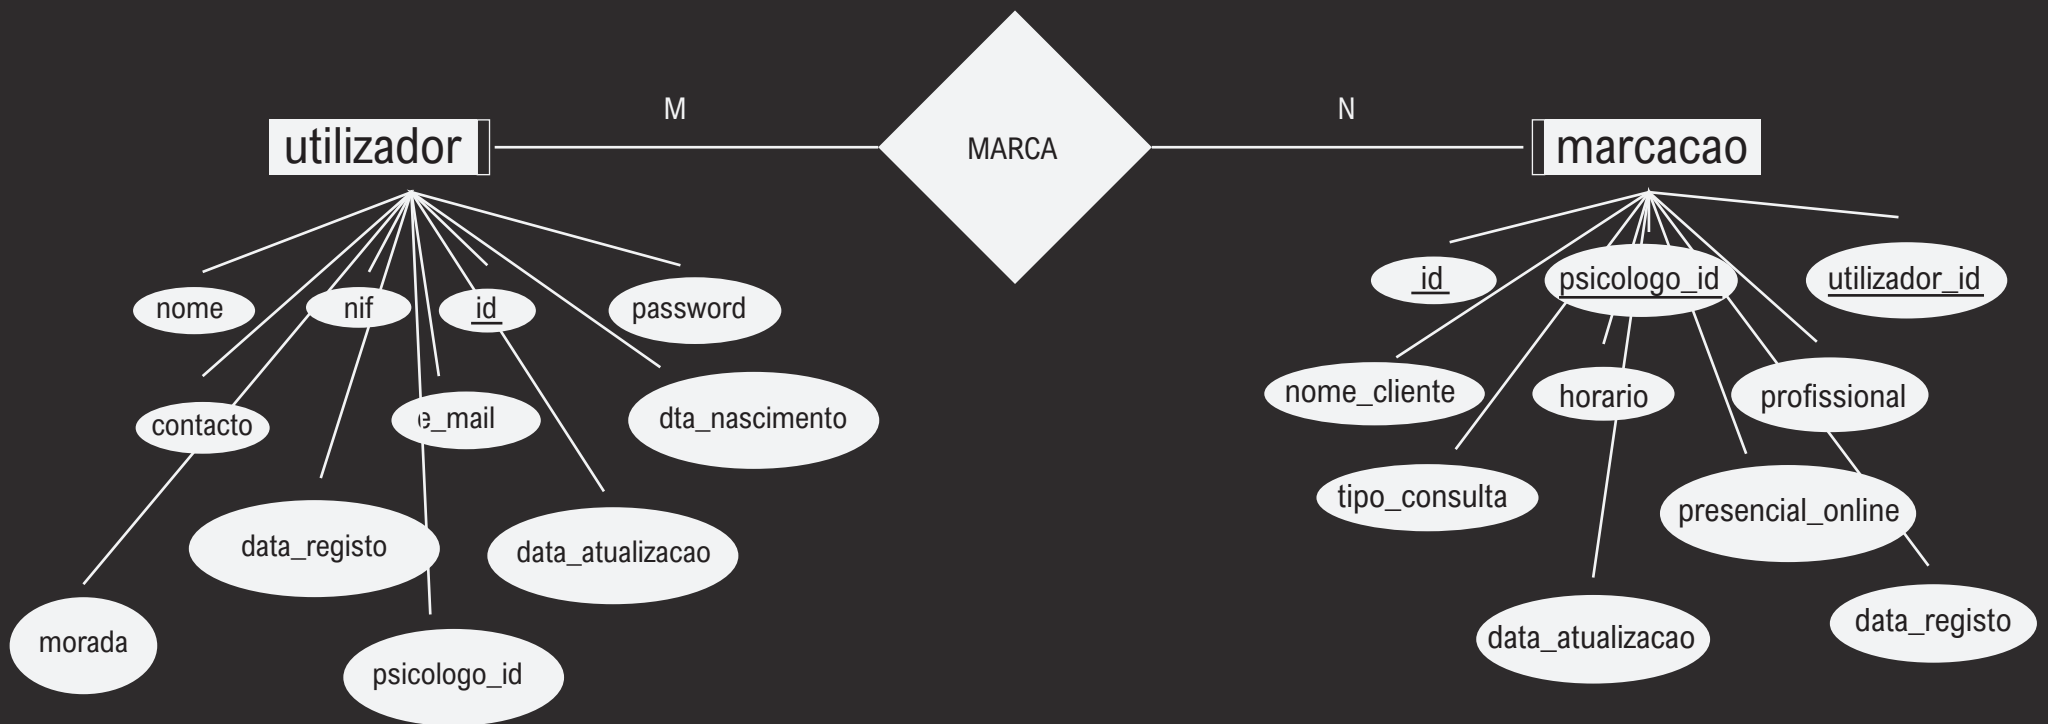 M
N
utilizador
MARCA
marcacao
nome
nif
id
password
id
psicologo_id
utilizador_id
contacto
e_mail
dta_nascimento
nome_cliente
horario
profissional
data_registo
data_atualizacao
tipo_consulta
presencial_online
morada
psicologo_id
data_atualizacao
data_registo